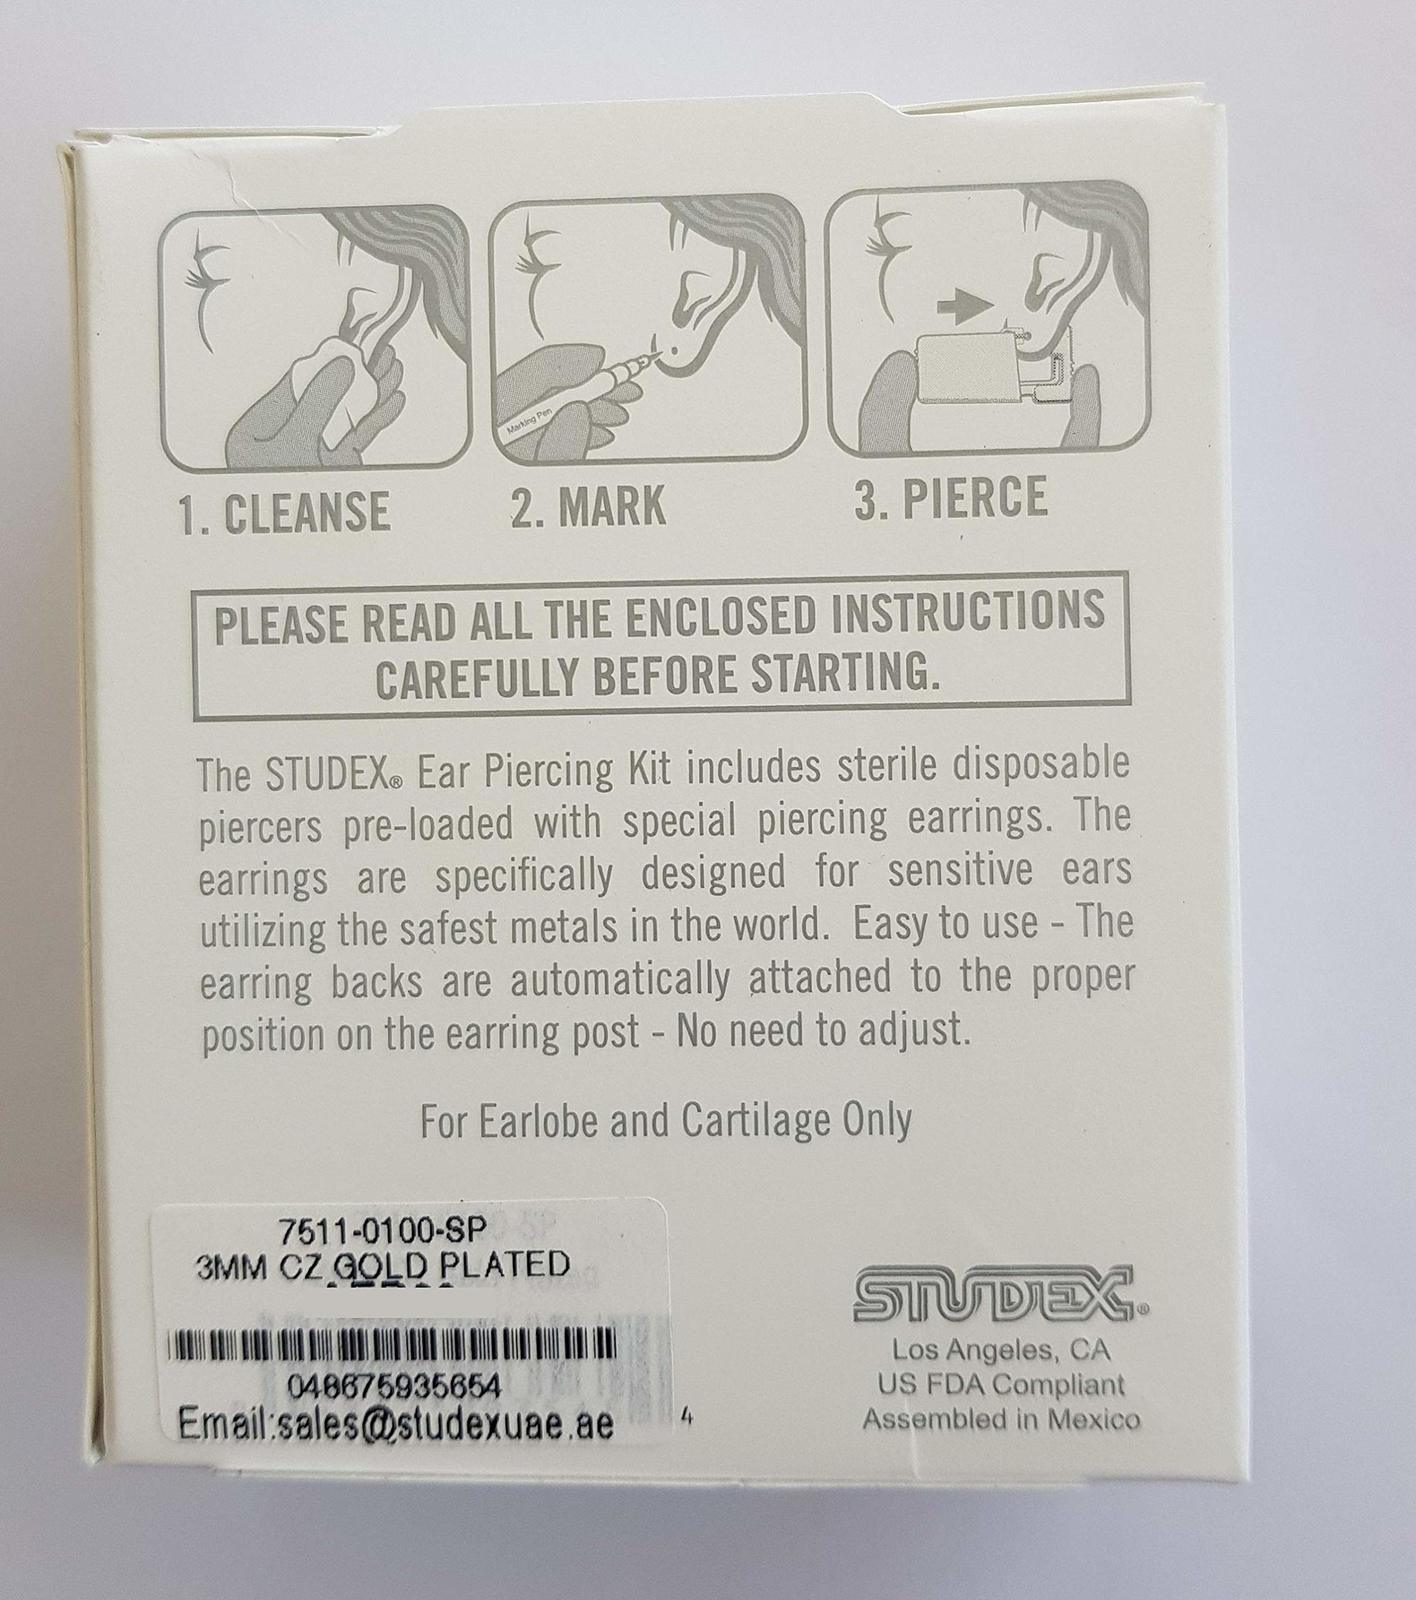 Marking Pen
1. CLEANSE
2. MARK
3. PIERCE
PLEASE READ ALL THE ENCLOSED INSTRUCTIONS
CAREFULLY BEFORE STARTING.
The STUDEX® Ear Piercing Kit includes sterile disposable
piercers pre-loaded with special piercing earrings. The
earrings are specifically designed for sensitive ears
utilizing the safest metals in the world. Easy to use - The
earring backs are automatically attached to the proper
position on the earring post - No need to adjust.
For Earlobe and Cartilage Only
7511-0100-SP
3MM CZ GOLD PLATED
048675935654
Email:sales@studexuae.ae
4
STUDEX®
Los Angeles, CA
US FDA Compliant
Assembled in Mexico